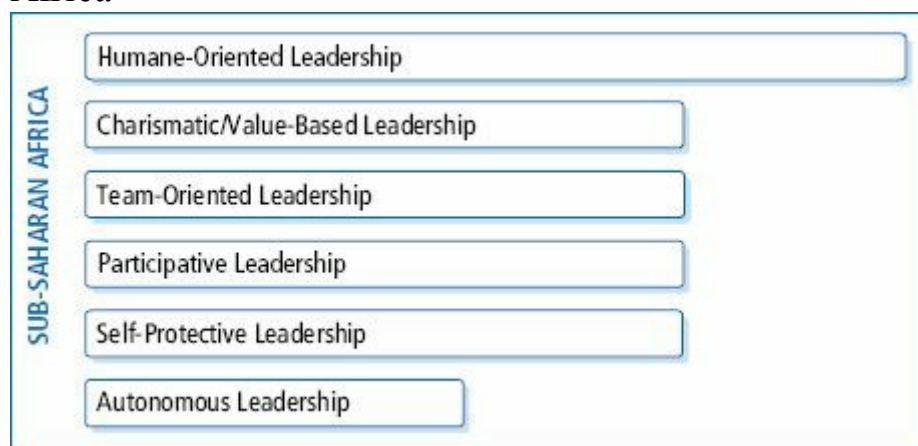 Humane-Oriented Leadership
Charismatic/Value-Based Leadership
Team-Oriented Leadership
Participative Leadership
Self-Protective Leadership
Autonomous Leadership
SUB-SAHARAN AFRICA